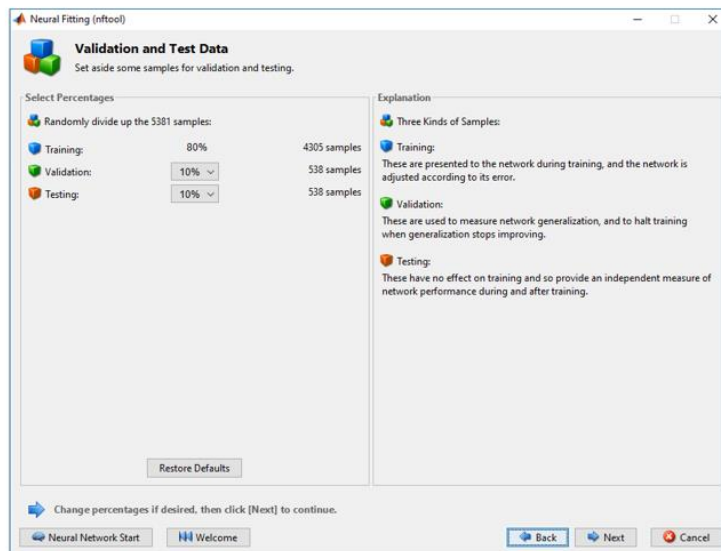 Neural Fitting (nftool)
Validation and Test Data
Set aside some samples for validation and testing.
Select Percentages
Randomly divide up the 5381 samples:
Training: 80% 4305 samples
Validation: 10% 538 samples
Testing: 10% 538 samples
Restore Defaults
Explanation
Three Kinds of Samples:
Training:
These are presented to the network during training, and the network is
adjusted according to its error.
Validation:
These are used to measure network generalization, and to halt training
when generalization stops improving.
Testing:
These have no effect on training and so provide an independent measure of
network performance during and after training.
Change percentages if desired, then click [Next] to continue.
Neural Network Start Welcome Back Next Cancel